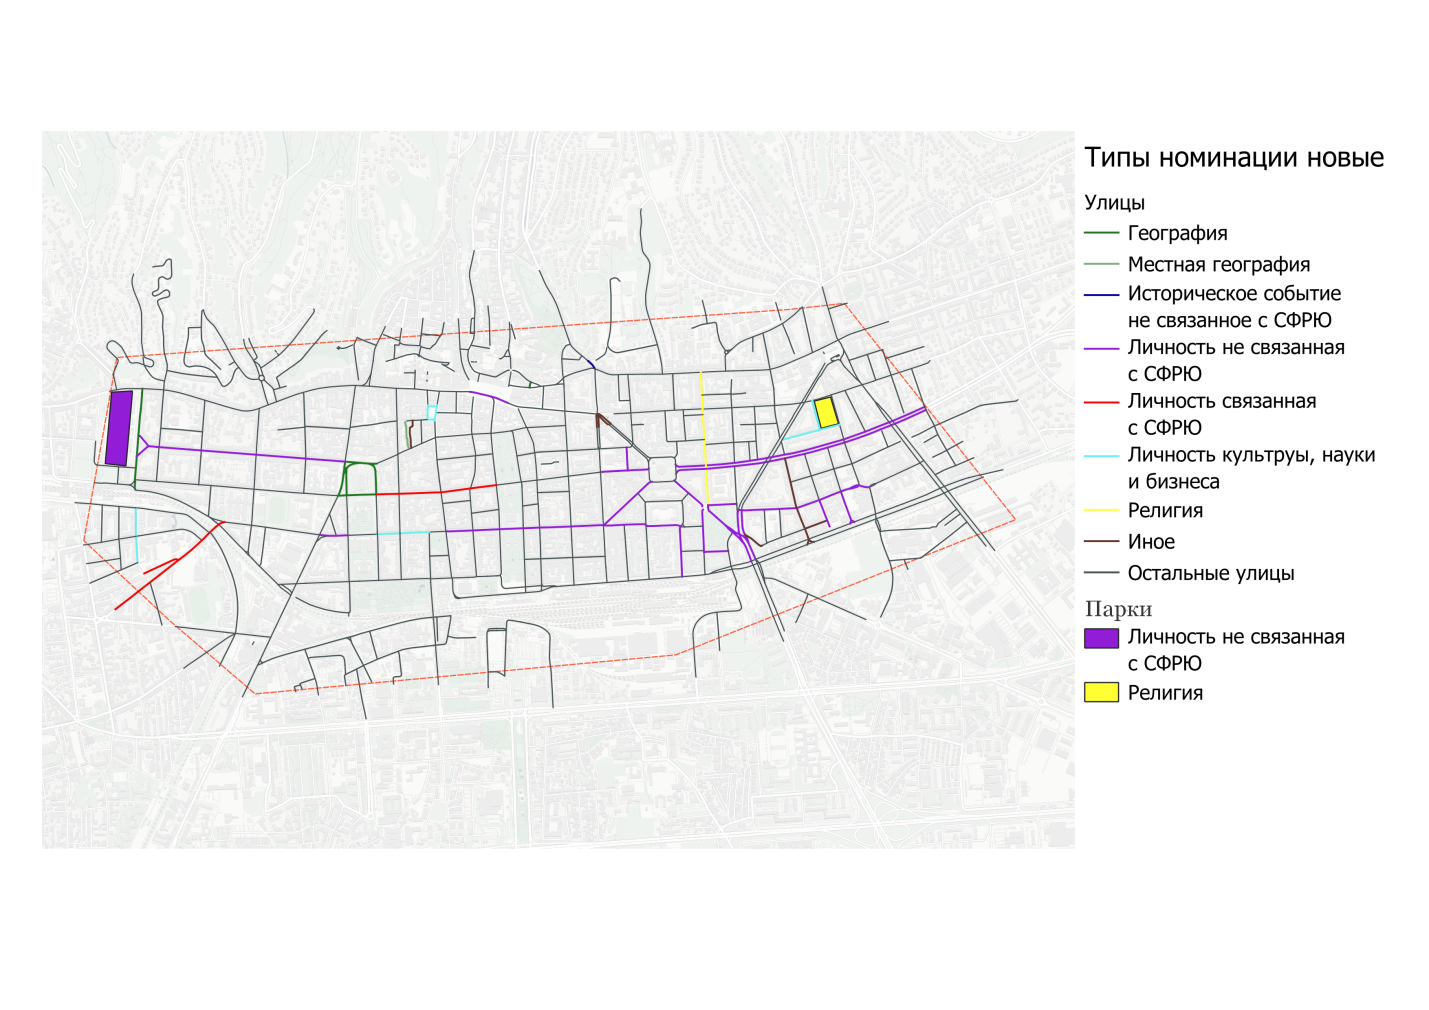 Типы номинации новые
Улицы
География
Местная география
Историческое событие
не связанное с СФРЮ
Личность не связанная
с СФРЮ
Личность связанная
с СФРЮ
Личность культруы, науки
и бизнеса
Религия
Иное
Остальные улицы
Парки
Личность не связанная
с СФРЮ
Религия